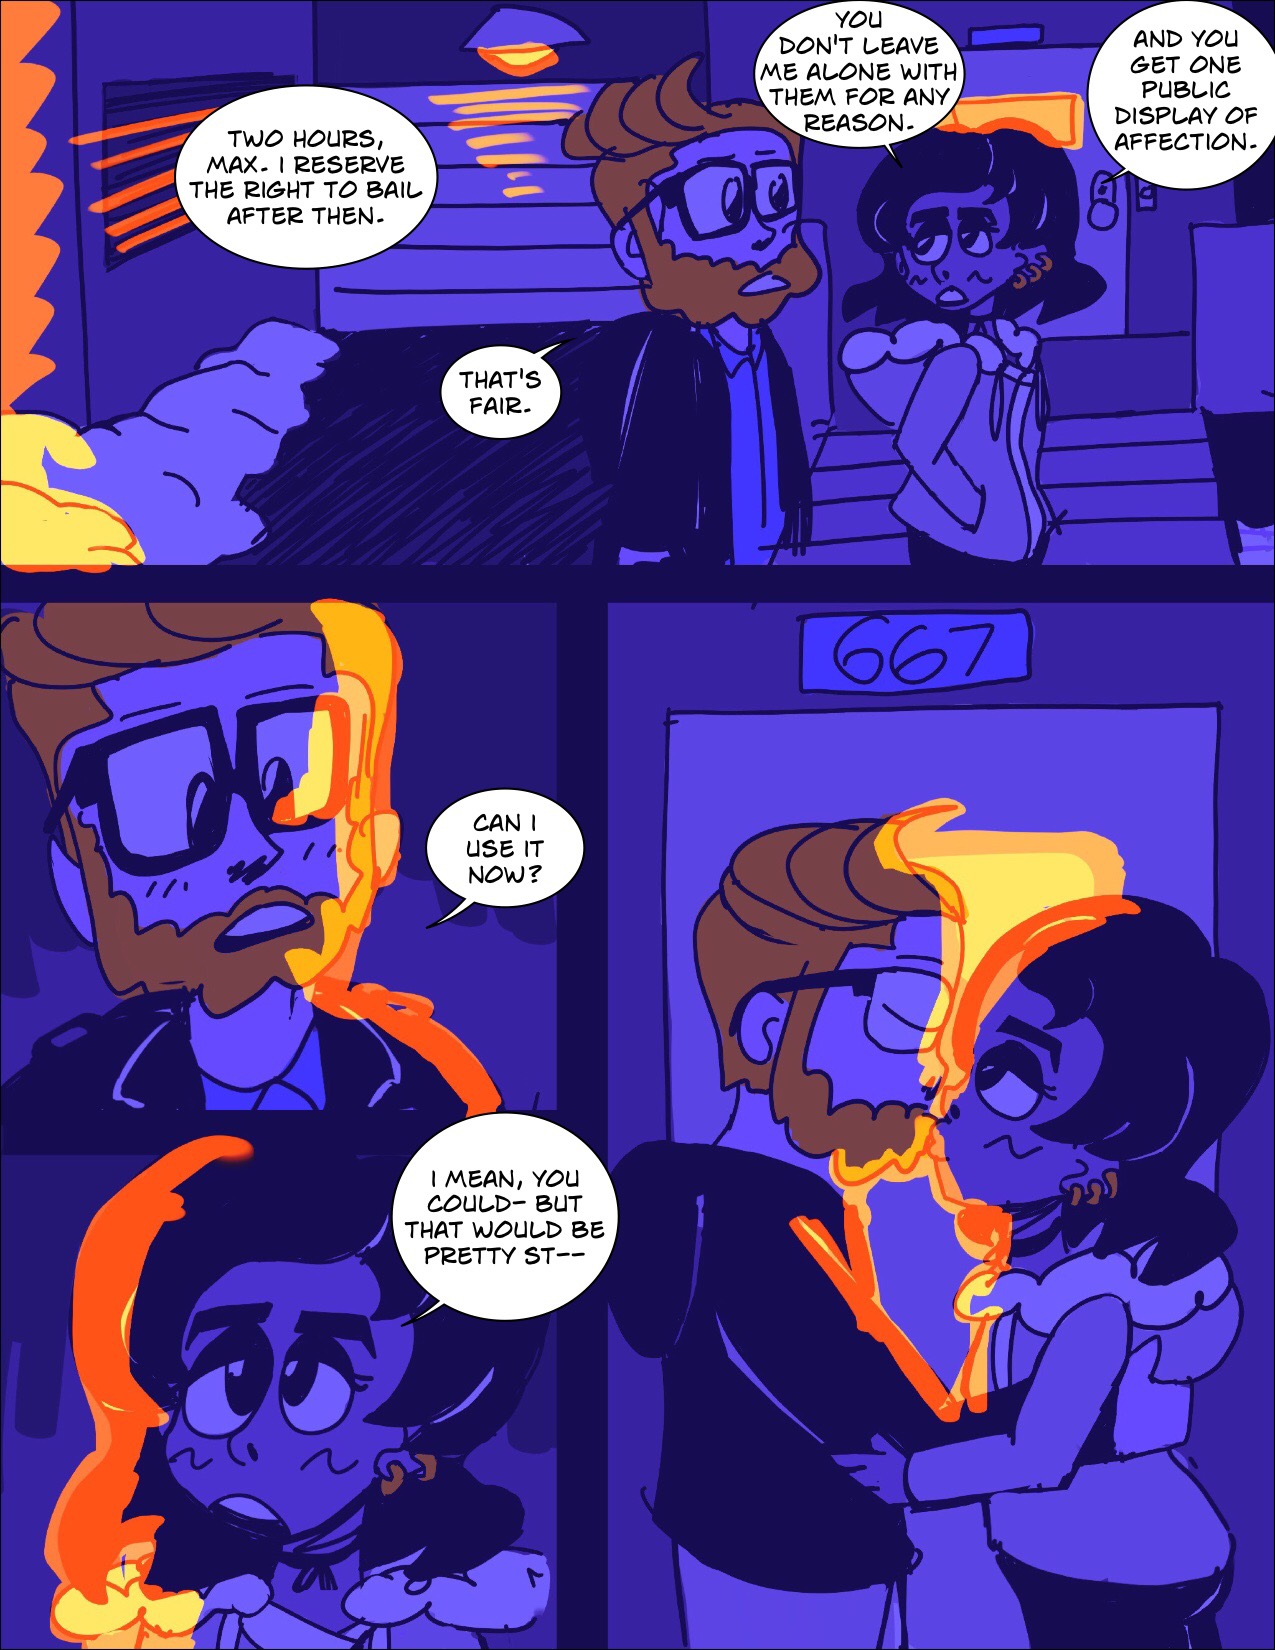 TWO HOURS,
MAX. I RESERVE
THE RIGHT TO BAIL
AFTER THEN.
THAT'S
FAIR.
YOU
DON'T LEAVE
ME ALONE WITH
THEM FOR ANY
REASON.
AND YOU
GET ONE
PUBLIC
DISPLAY OF
AFFECTION.
CAN I
USE IT
NOW?
I MEAN, YOU
COULD- BUT
THAT WOULD BE
PRETTY ST--
667